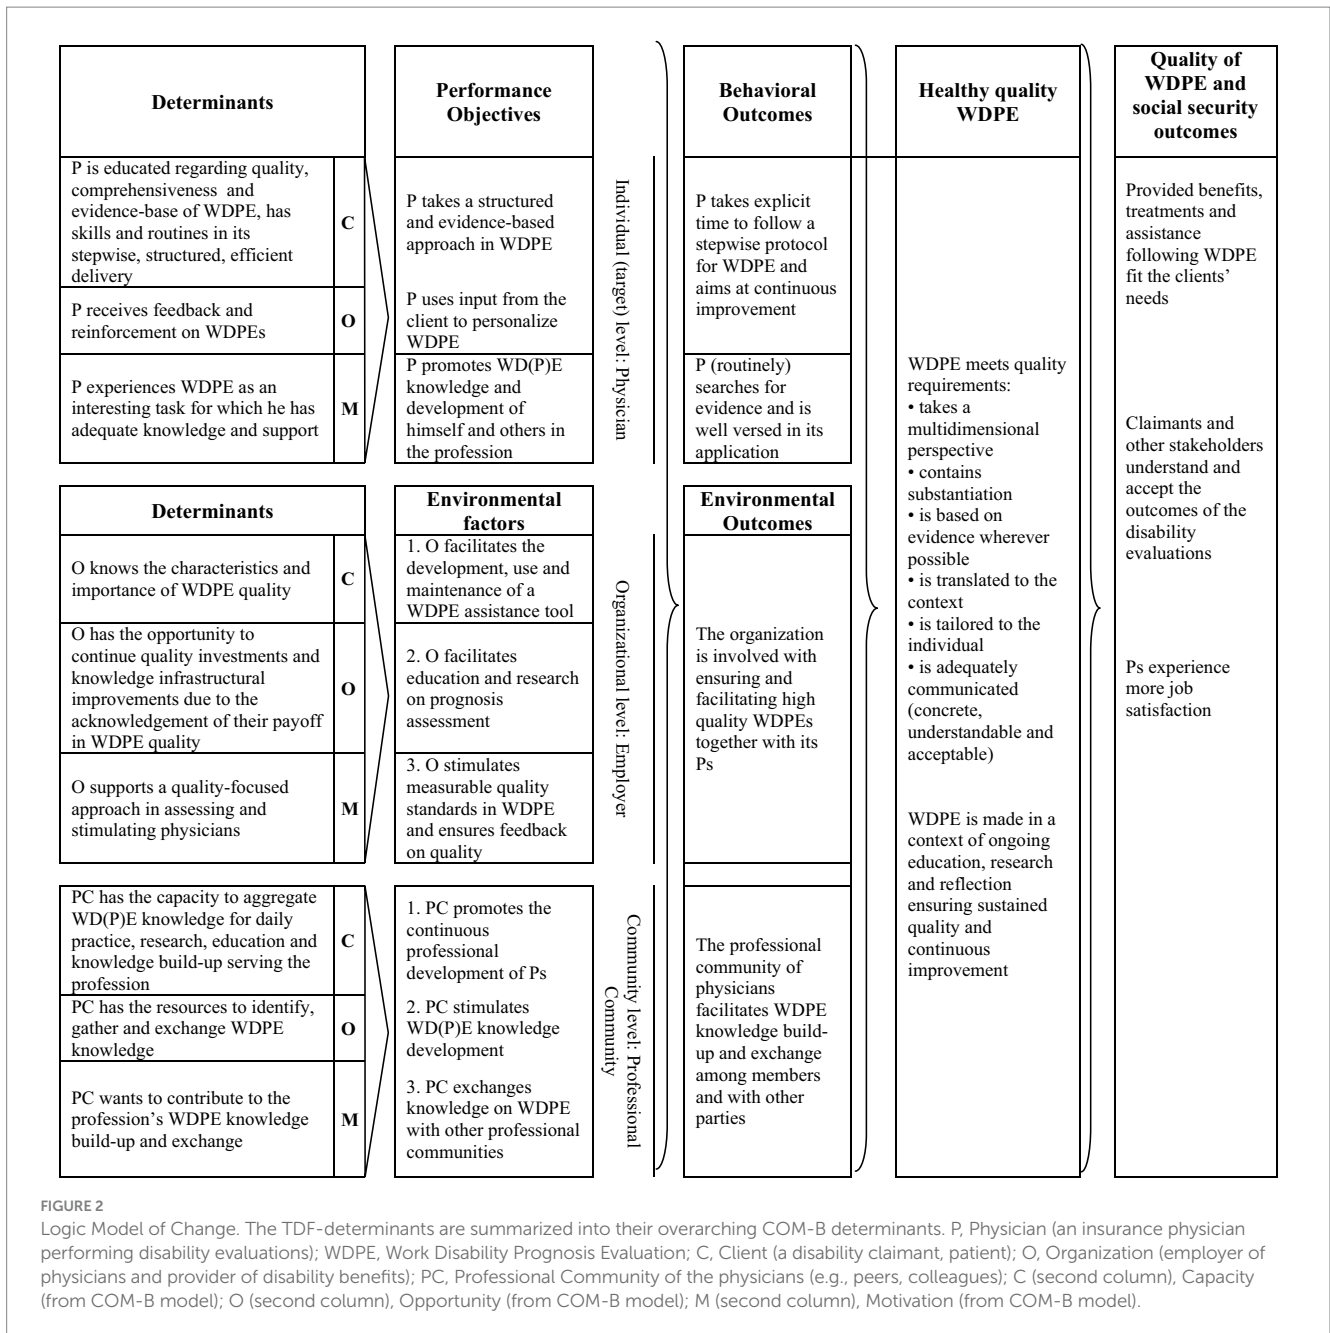 Determinants
P is educated regarding quality,
comprehensiveness and
evidence-base of WDPE, has
skills and routines in its
stepwise, structured, efficient
delivery
C
P receives feedback and
reinforcement on WDPEs
O
P experiences WDPE as an
interesting task for which he has
adequate knowledge and support
M
Performance
Objectives
P takes a structured
and evidence-based
approach in WDPE
P uses input from the
client to personalize
WDPE
P promotes WD(P)E
knowledge and
development of
himself and others in
the profession
Individual (target) level: Physician
Determinants
O knows the characteristics and
importance of WDPE quality
C
O has the opportunity to
continue quality investments and
knowledge infrastructural
improvements due to the
acknowledgement of their payoff
in WDPE quality
O
O supports a quality-focused
approach in assessing and
stimulating physicians
M
Environmental
factors
1. O facilitates the
development, use and
maintenance of a
WDPE assistance tool
2. O facilitates
education and research
on prognosis
assessment
3. O stimulates
measurable quality
standards in WDPE
and ensures feedback
on quality
Organizational level: Employer
PC has the capacity to aggregate
WD(P)E knowledge for daily
practice, research, education and
knowledge build-up serving the
profession
C
PC has the resources to identify,
gather and exchange WDPE
knowledge
O
PC wants to contribute to the
profession's WDPE knowledge
build-up and exchange
M
1. PC promotes the
continuous
professional
development of Ps
2. PC stimulates
WD(P)E knowledge
development
3. PC exchanges
knowledge on WDPE
with other professional
communities
Community level: Professional
Community
Behavioral
Outcomes
P takes explicit
time to follow a
stepwise protocol
for WDPE and
aims at continuous
improvement
P (routinely)
searches for
evidence and is
well versed in its
application
Environmental
Outcomes
The organization
is involved with
ensuring and
facilitating high
quality WDPEs
together with its
Ps
The professional
community of
physicians
facilitates WDPE
knowledge build-
up and exchange
among members
and with other
parties
Healthy quality
WDPE
WDPE meets quality
requirements:
• takes a
multidimensional
perspective
• contains
substantiation
• is based on
evidence wherever
possible
• is translated to the
context
• is tailored to the
individual
• is adequately
communicated
(concrete,
understandable and
acceptable)
WDPE is made in a
context of ongoing
education, research
and reflection
ensuring sustained
quality and
continuous
improvement
Quality of
WDPE and
social security
outcomes
Provided benefits,
treatments and
assistance
following WDPE
fit the clients'
needs
Claimants and
other stakeholders
understand and
accept the
outcomes of the
disability
evaluations
Ps experience
more job
satisfaction
FIGURE 2
Logic Model of Change. The TDF-determinants are summarized into their overarching COM-B determinants. P, Physician (an insurance physician
performing disability evaluations); WDPE, Work Disability Prognosis Evaluation; C, Client (a disability claimant, patient); O, Organization (employer of
physicians and provider of disability benefits); PC, Professional Community of the physicians (e.g., peers, colleagues); C (second column), Capacity
(from COM-B model); O (second column), Opportunity (from COM-B model); M (second column), Motivation (from COM-B model).